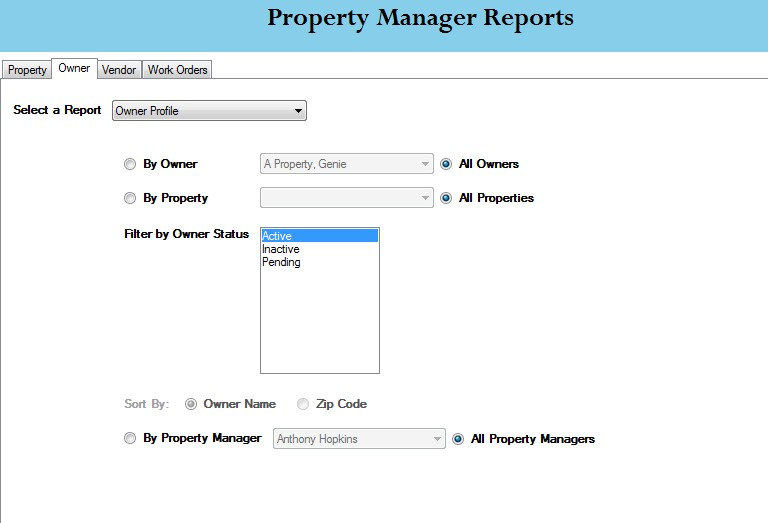 Property Manager Reports
Property Owner Vendor Work Orders
Select a Report Owner Profile
By Owner A Property, Genie All Owners
By Property All Properties
Filter by Owner Status Active
Inactive
Pending
Sort By: Owner Name Zip Code
By Property Manager Anthony Hopkins All Property Managers